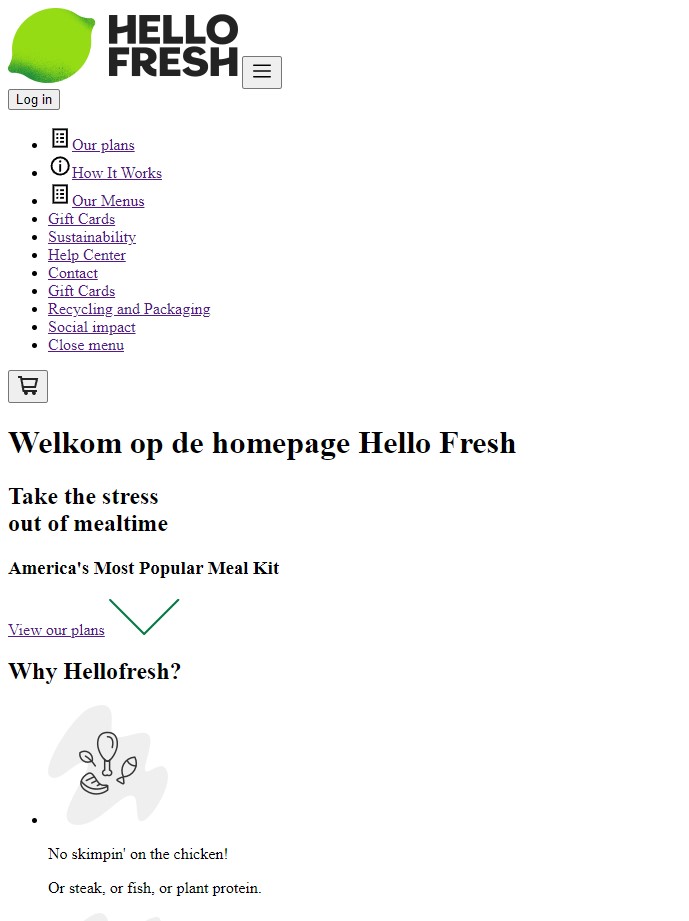 HELLO
FRESH
Log in
Our plans
How It Works
Our Menus
Gift Cards
Sustainability
Help Center
Contact
Gift Cards
Recycling and Packaging
Social impact
Close menu
Welkom op de homepage Hello Fresh
Take the stress
out of mealtime
America's Most Popular Meal Kit
View our plans
Why Hellofresh?
No skimpin' on the chicken!
Or steak, or fish, or plant protein.